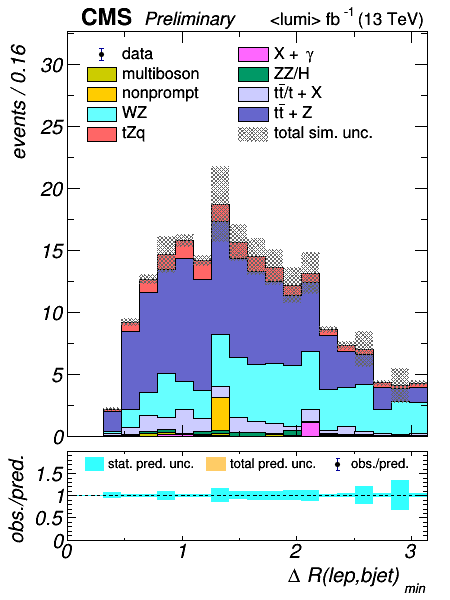 CMS Preliminary <lumi> fb⁻¹ (13 TeV)
events / 0.16
30
25
20
15
10
5
0
data
multiboson
nonprompt
WZ
tZq
X + γ
ZZ/H
tt̄/t + X
tt̄ + Z
total sim. unc.
obs./pred.
1.5
1
0.5
0
stat. pred. unc. total pred. unc. obs./pred.
0 1 2 3
Δ R(lep,bjet) min